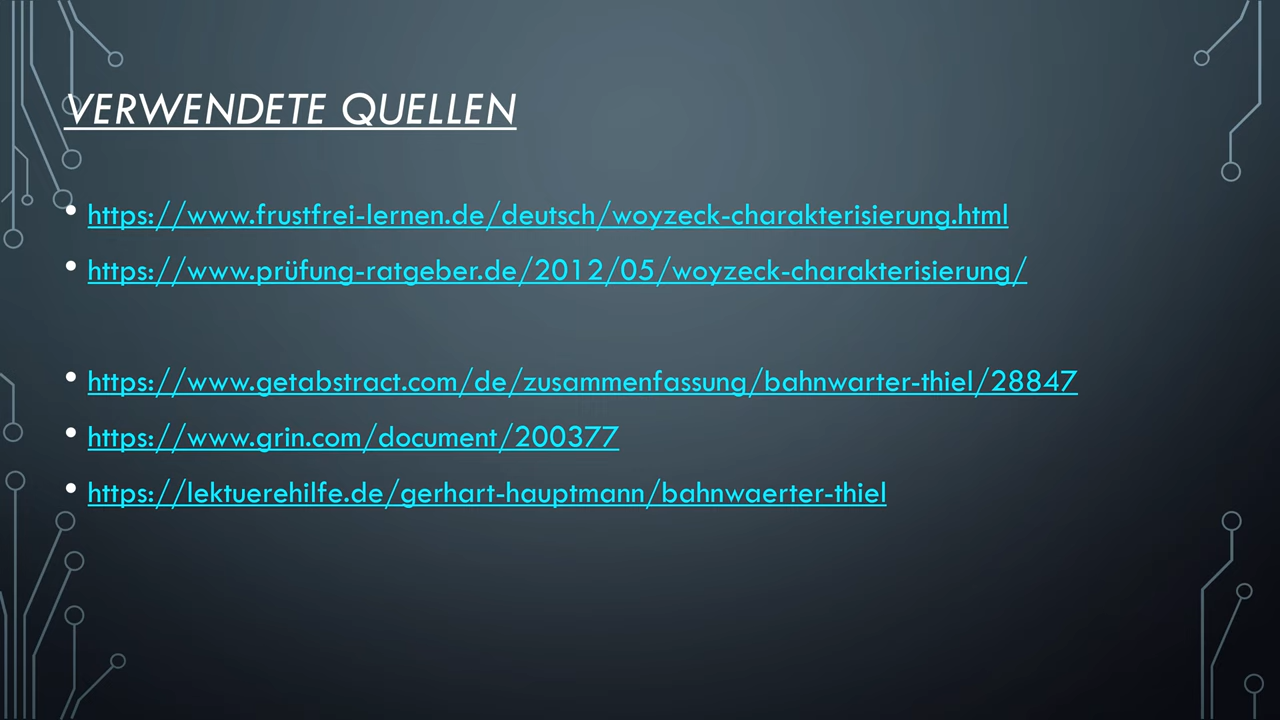 VERWENDETE QUELLEN
• https://www.frustfrei-lernen.de/deutsch/woyzeck-charakterisierung.html
• https://www.prüfung-ratgeber.de/2012/05/woyzeck-charakterisierung/
• https://www.getabstract.com/de/zusammenfassung/bahnwarter-thiel/28847
• https://www.grin.com/document/200377
• https://lektuerehilfe.de/gerhart-hauptmann/bahnwaerter-thiel